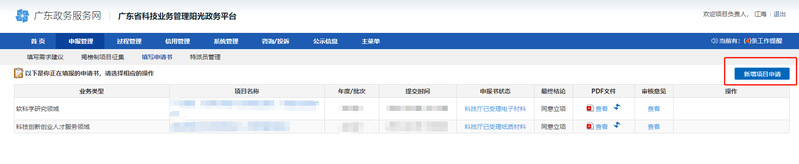 广东政务服务网 广东省科技业务管理阳光政务平台 欢迎项目负责人， 江海 | 退出
首 页 申报管理 过程管理 信用管理 系统管理 咨询/投诉 公示信息 主菜单 当前有: (4)条工作提醒
填写需求建议 揭榜制项目征集 填写申请书 特派员管理
以下是你正在填报的申请书，请选择相应的操作 新增项目申请
业务类型 项目名称 年度/批次 提交时间 申报书状态 最终结论 PDF文件 审核意见 操作
软科学研究领域 科技厅已受理电子材料 同意立项 查看 查看
科技创新创业人才服务领域 科技厅已受理纸质材料 同意立项 查看 查看